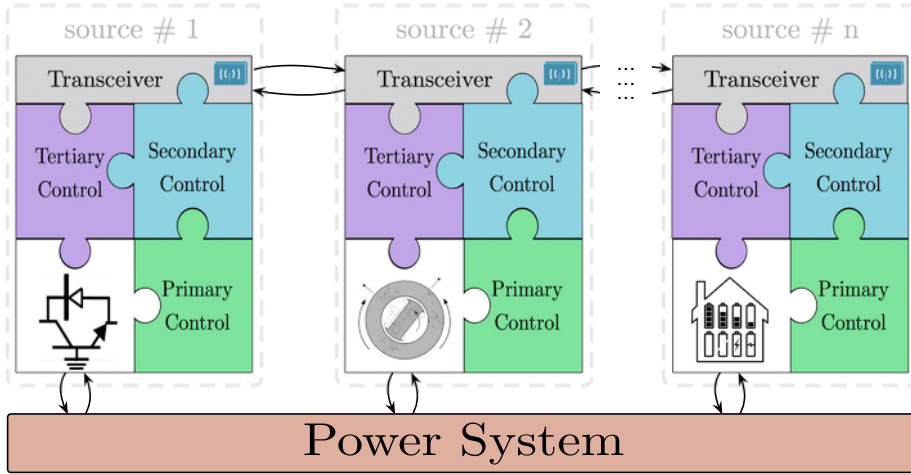 source # 1
source # 2
source # n
Transceiver
Transceiver
...
...
Transceiver
Tertiary
Control
Secondary
Control
Tertiary
Control
Secondary
Control
Tertiary
Control
Secondary
Control
Primary
Control
Primary
Control
Primary
Control
Power System